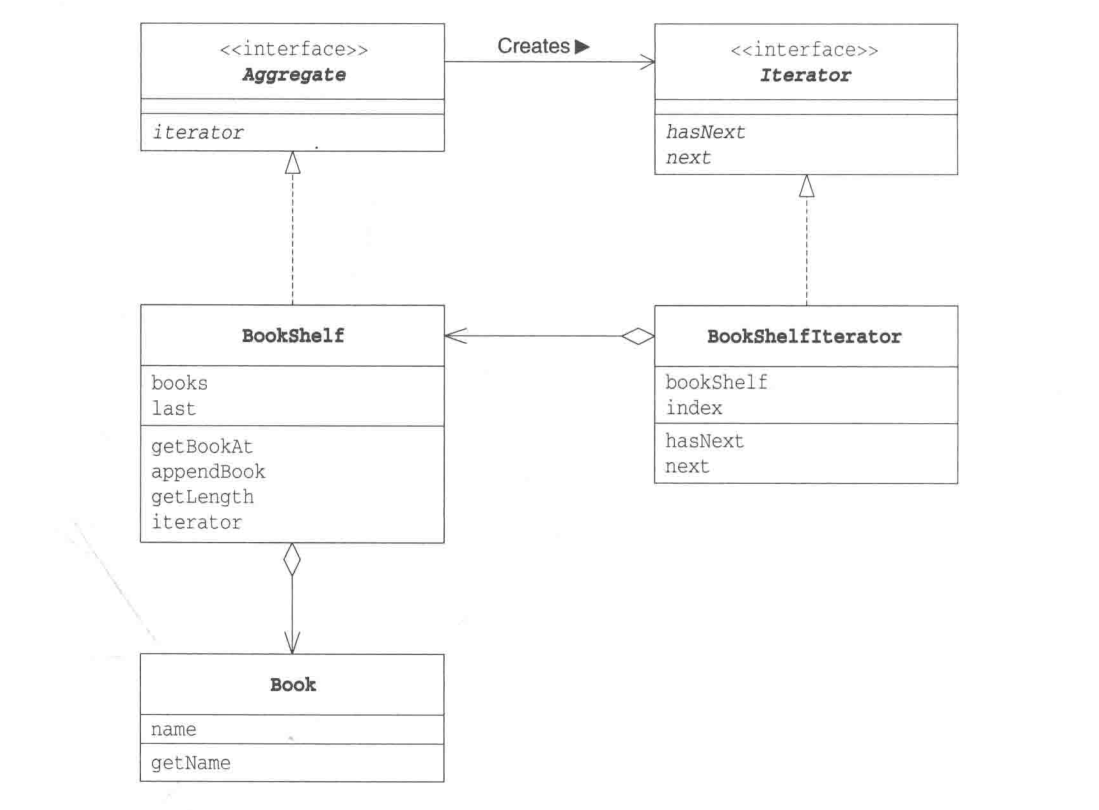 <<interface>>
Aggregate
iterator
Creates ▶
<<interface>>
Iterator
hasNext
next
BookShelf
books
last
getBookAt
appendBook
getLength
iterator
BookShelfIterator
bookShelf
index
hasNext
next
Book
name
getName